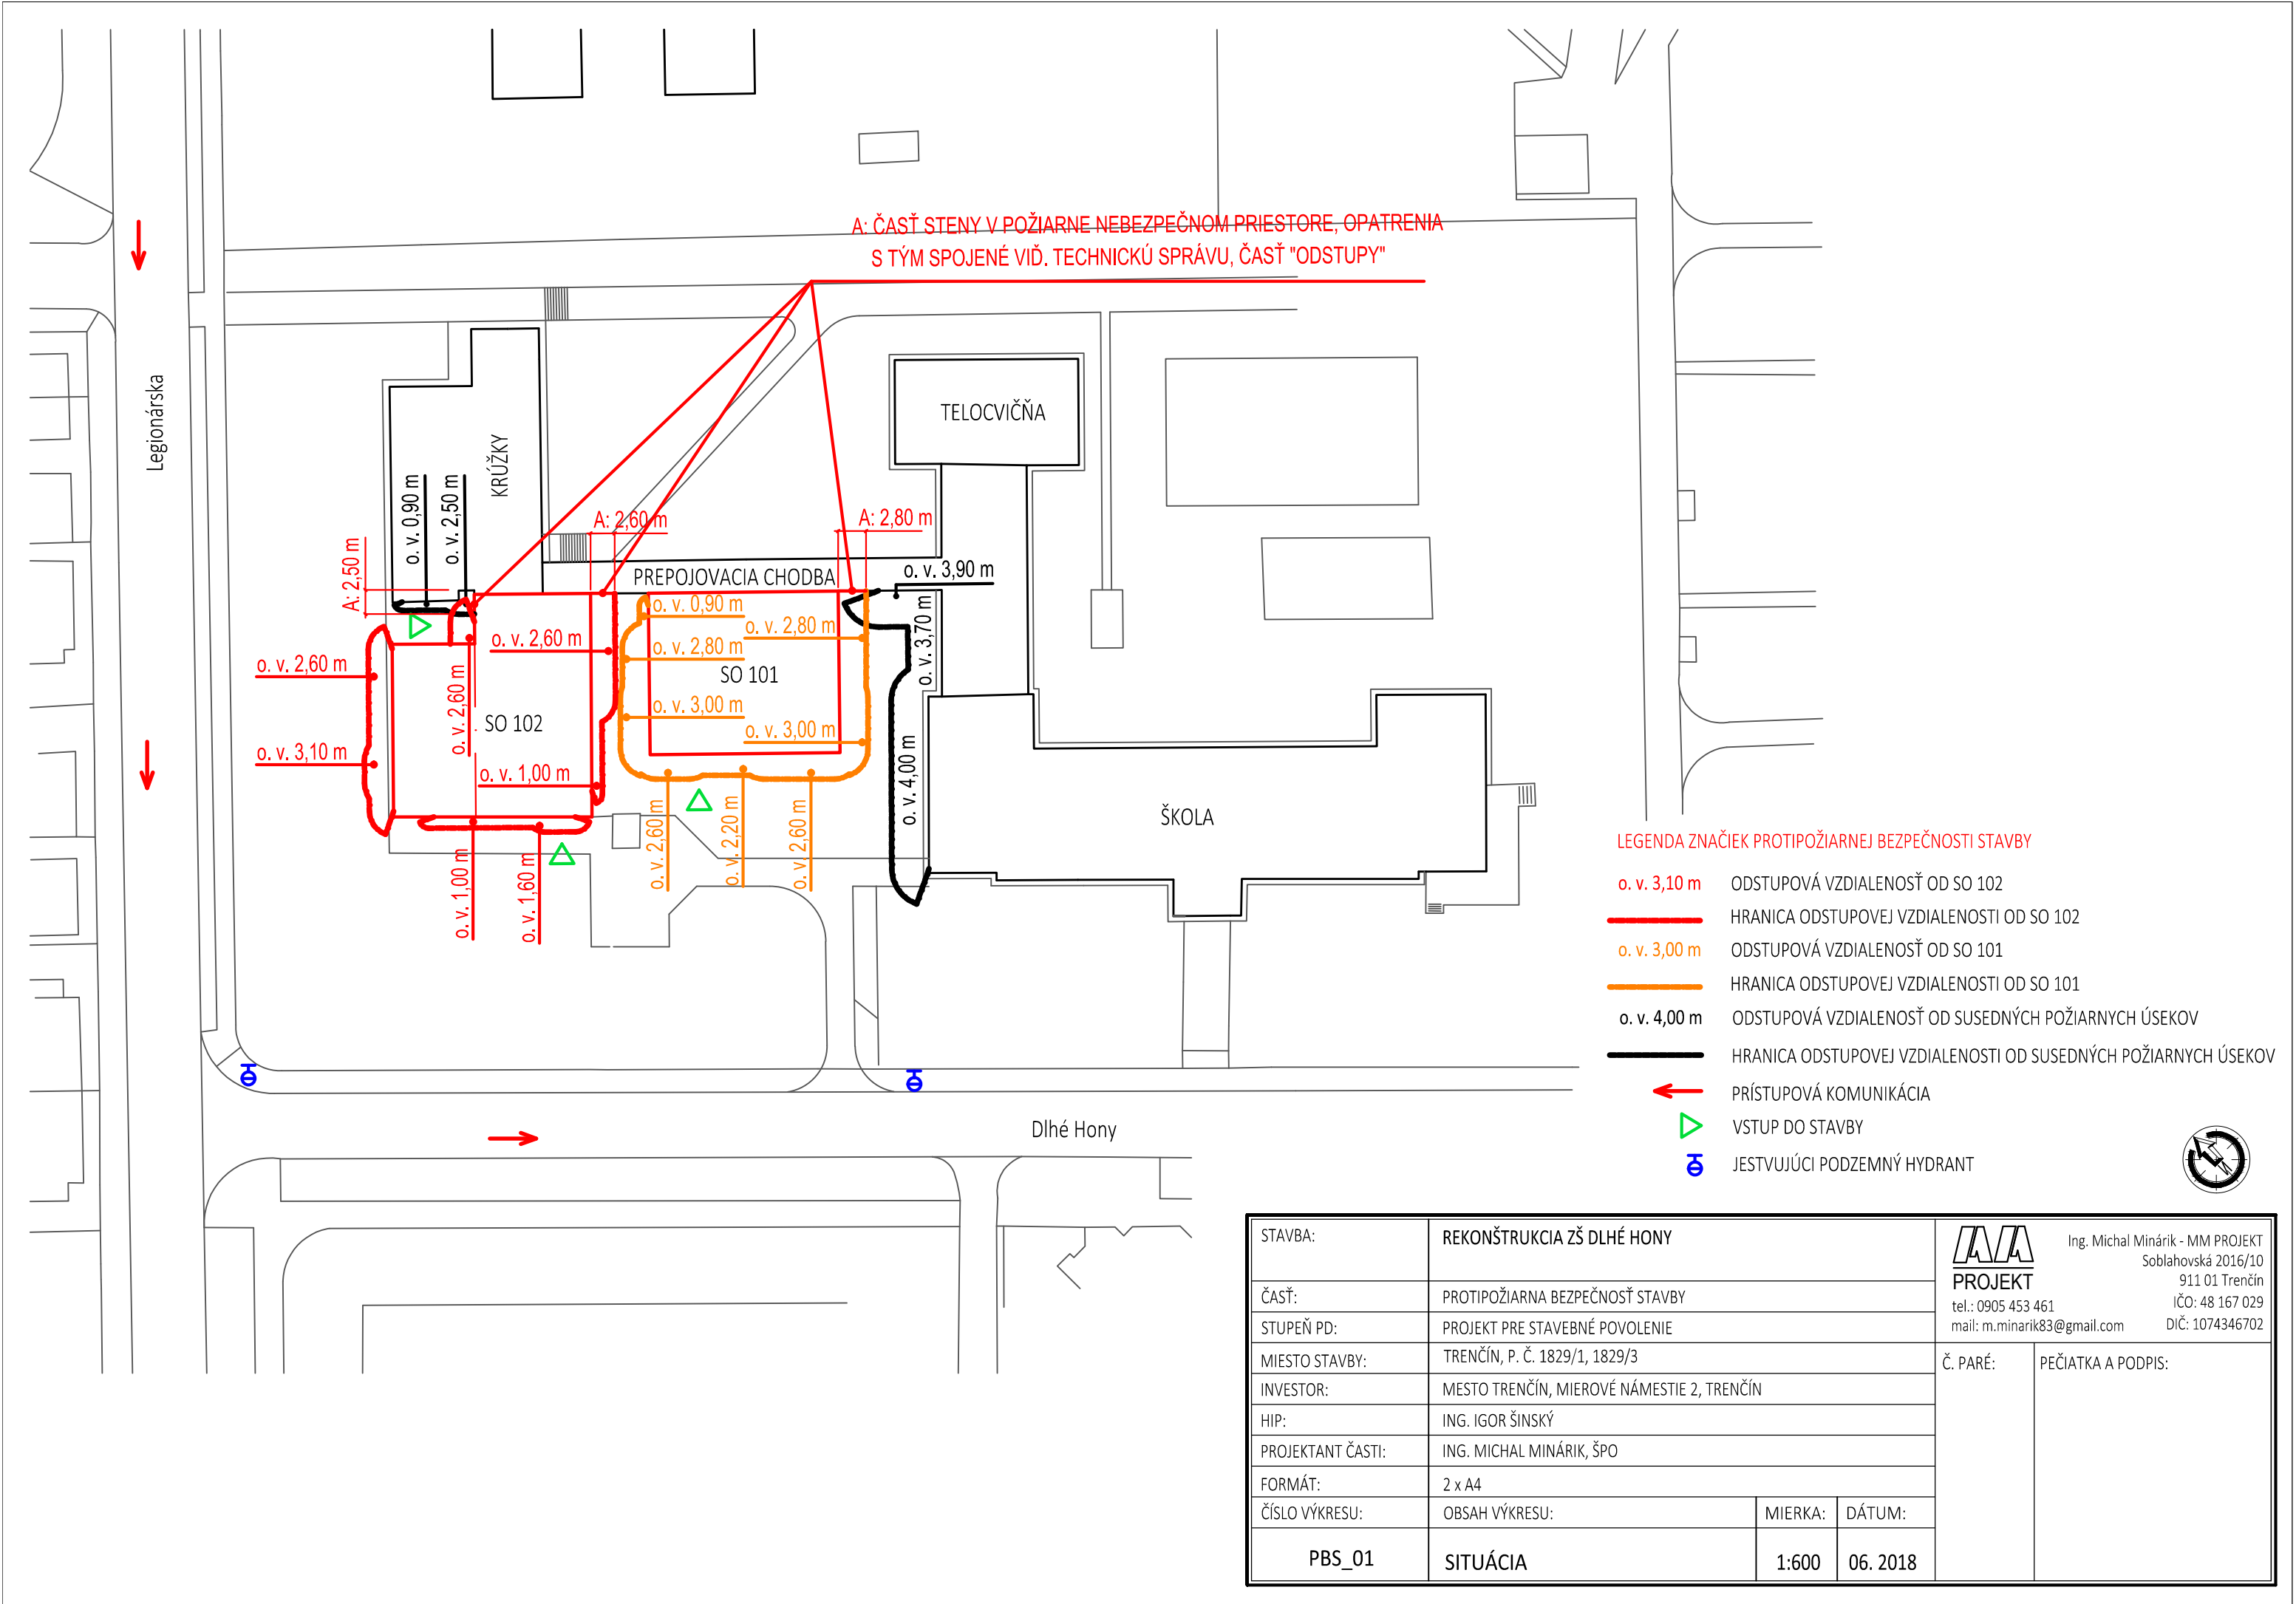 A: ČASŤ STENY V POŽIARNE NEBEZPEČNOM PRIESTORE, OPATRENIA
S TÝM SPOJENÉ VIĎ. TECHNICKÚ SPRÁVU, ČASŤ "ODSTUPY"
Legionárska
KRÚŽKY
TELOCVIČŇA
o. v. 0,90 m
o. v. 2,50 m
A: 2,50 m
A: 2,60 m
A: 2,80 m
PREPOJOVACIA CHODBA
o. v. 3,90 m
o. v. 3,70 m
o. v. 0,90 m
o. v. 2,80 m
o. v. 2,80 m
SO 101
o. v. 3,00 m
o. v. 3,00 m
o. v. 2,60 m
o. v. 2,60 m
o. v. 2,60 m
SO 102
o. v. 3,10 m
o. v. 1,00 m
o. v. 4,00 m
ŠKOLA
o. v. 1,00 m
o. v. 1,60 m
o. v. 2,60 m
o. v. 2,20 m
o. v. 2,60 m
Dlhé Hony
LEGENDA ZNAČIEK PROTIPOŽIARNEJ BEZPEČNOSTI STAVBY
o. v. 3,10 m ODSTUPOVÁ VZDIALENOSŤ OD SO 102
HRANICA ODSTUPOVEJ VZDIALENOSTI OD SO 102
o. v. 3,00 m ODSTUPOVÁ VZDIALENOSŤ OD SO 101
HRANICA ODSTUPOVEJ VZDIALENOSTI OD SO 101
o. v. 4,00 m ODSTUPOVÁ VZDIALENOSŤ OD SUSEDNÝCH POŽIARNYCH ÚSEKOV
HRANICA ODSTUPOVEJ VZDIALENOSTI OD SUSEDNÝCH POŽIARNYCH ÚSEKOV
PRÍSTUPOVÁ KOMUNIKÁCIA
VSTUP DO STAVBY
JESTVUJÚCI PODZEMNÝ HYDRANT
STAVBA: REKONŠTRUKCIA ZŠ DLHÉ HONY
ČASŤ: PROTIPOŽIARNA BEZPEČNOSŤ STAVBY
STUPEŇ PD: PROJEKT PRE STAVEBNÉ POVOLENIE
MIESTO STAVBY: TRENČÍN, P. Č. 1829/1, 1829/3
INVESTOR: MESTO TRENČÍN, MIEROVÉ NÁMESTIE 2, TRENČÍN
HIP: ING. IGOR ŠINSKÝ
PROJEKTANT ČASTI: ING. MICHAL MINÁRIK, ŠPO
FORMÁT: 2 x A4
ČÍSLO VÝKRESU: OBSAH VÝKRESU: MIERKA: DÁTUM:
PBS_01 SITUÁCIA 1:600 06. 2018
PROJEKT
Ing. Michal Minárik - MM PROJEKT
Soblahovská 2016/10
911 01 Trenčín
tel.: 0905 453 461 IČO: 48 167 029
mail: m.minarik83@gmail.com DIČ: 1074346702
Č. PARÉ: PEČIATKA A PODPIS: